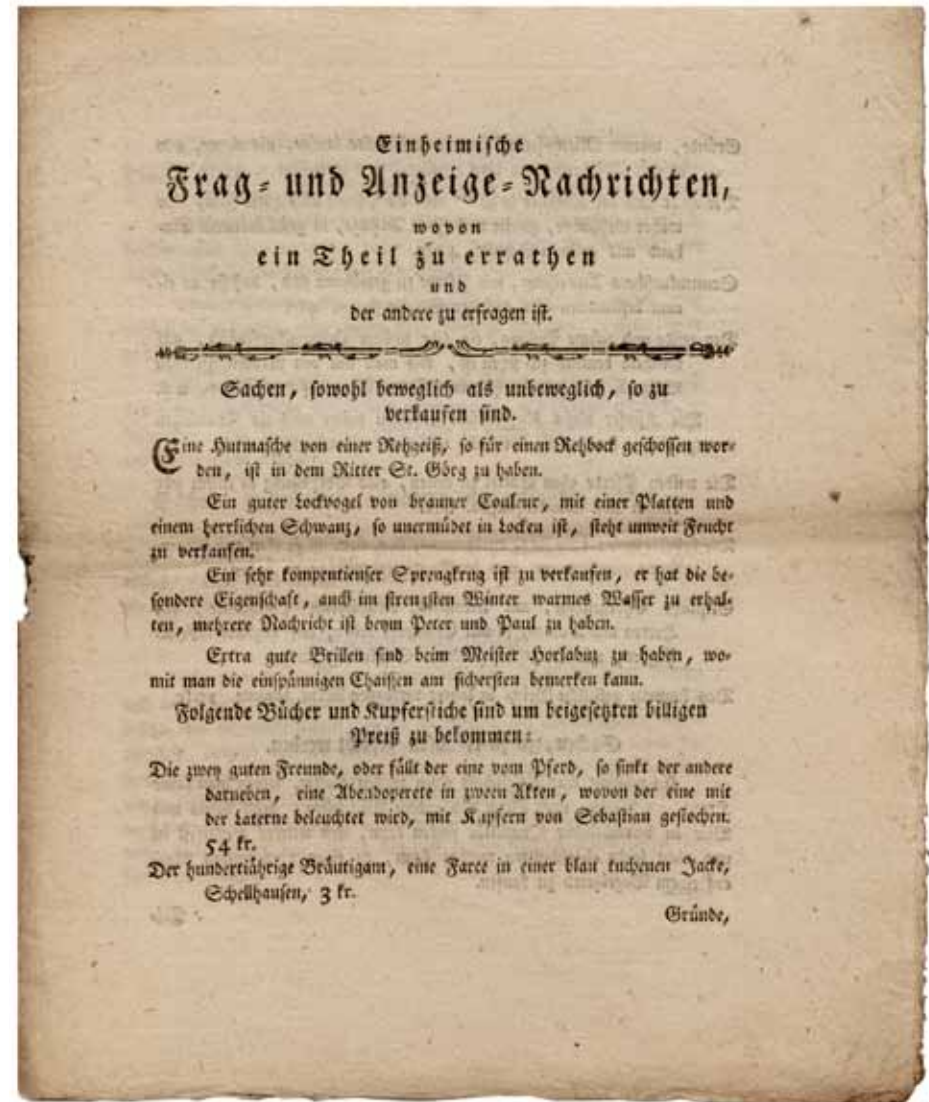 Einheimische
Frag- und Anzeige-Nachrichten,
wovon
ein Theil zu errathen
und
der andere zu erfragen ist.
Sachen, sowohl beweglich als unbeweglich, so zu
verkaufen sind.
Eine Hutmasche von einer Rehgeiß, so für einen Rehbock geschossen wor-
den, ist in dem Ritter St. Görg zu haben.
Ein guter Lockvogel von brauner Couleur, mit einer Platten und
einem herrlichen Schwanz, so unermüdet in Locken ist, steht unweit Feucht
zu verkaufen.
Ein sehr kompentienser Sprengkrug ist zu verkaufen, er hat die be-
sondere Eigenschaft, auch im strengsten Winter warmes Wasser zu erhal-
ten, mehrere Nachricht ist beym Peter und Paul zu haben.
Extra gute Brillen sind beim Meister Horlabuz zu haben, wo-
mit man die einspännigen Chaisen am sichersten bemerken kann.
Folgende Bücher und Kupferstiche sind um beigesetzten billigen
Preiß zu bekommen:
Die zwey guten Freunde, oder fällt der eine vom Pferd, so sinkt der andere
darneben, eine Abendoperete in zween Akten, wovon der eine mit
der Laterne beleuchtet wird, mit Kupfern von Sebastian gestochen.
54 kr.
Der hundertjährige Bräutigam, eine Farce in einer blau tuchenen Jacke,
Schellhausen, 3 kr.
Gründe,